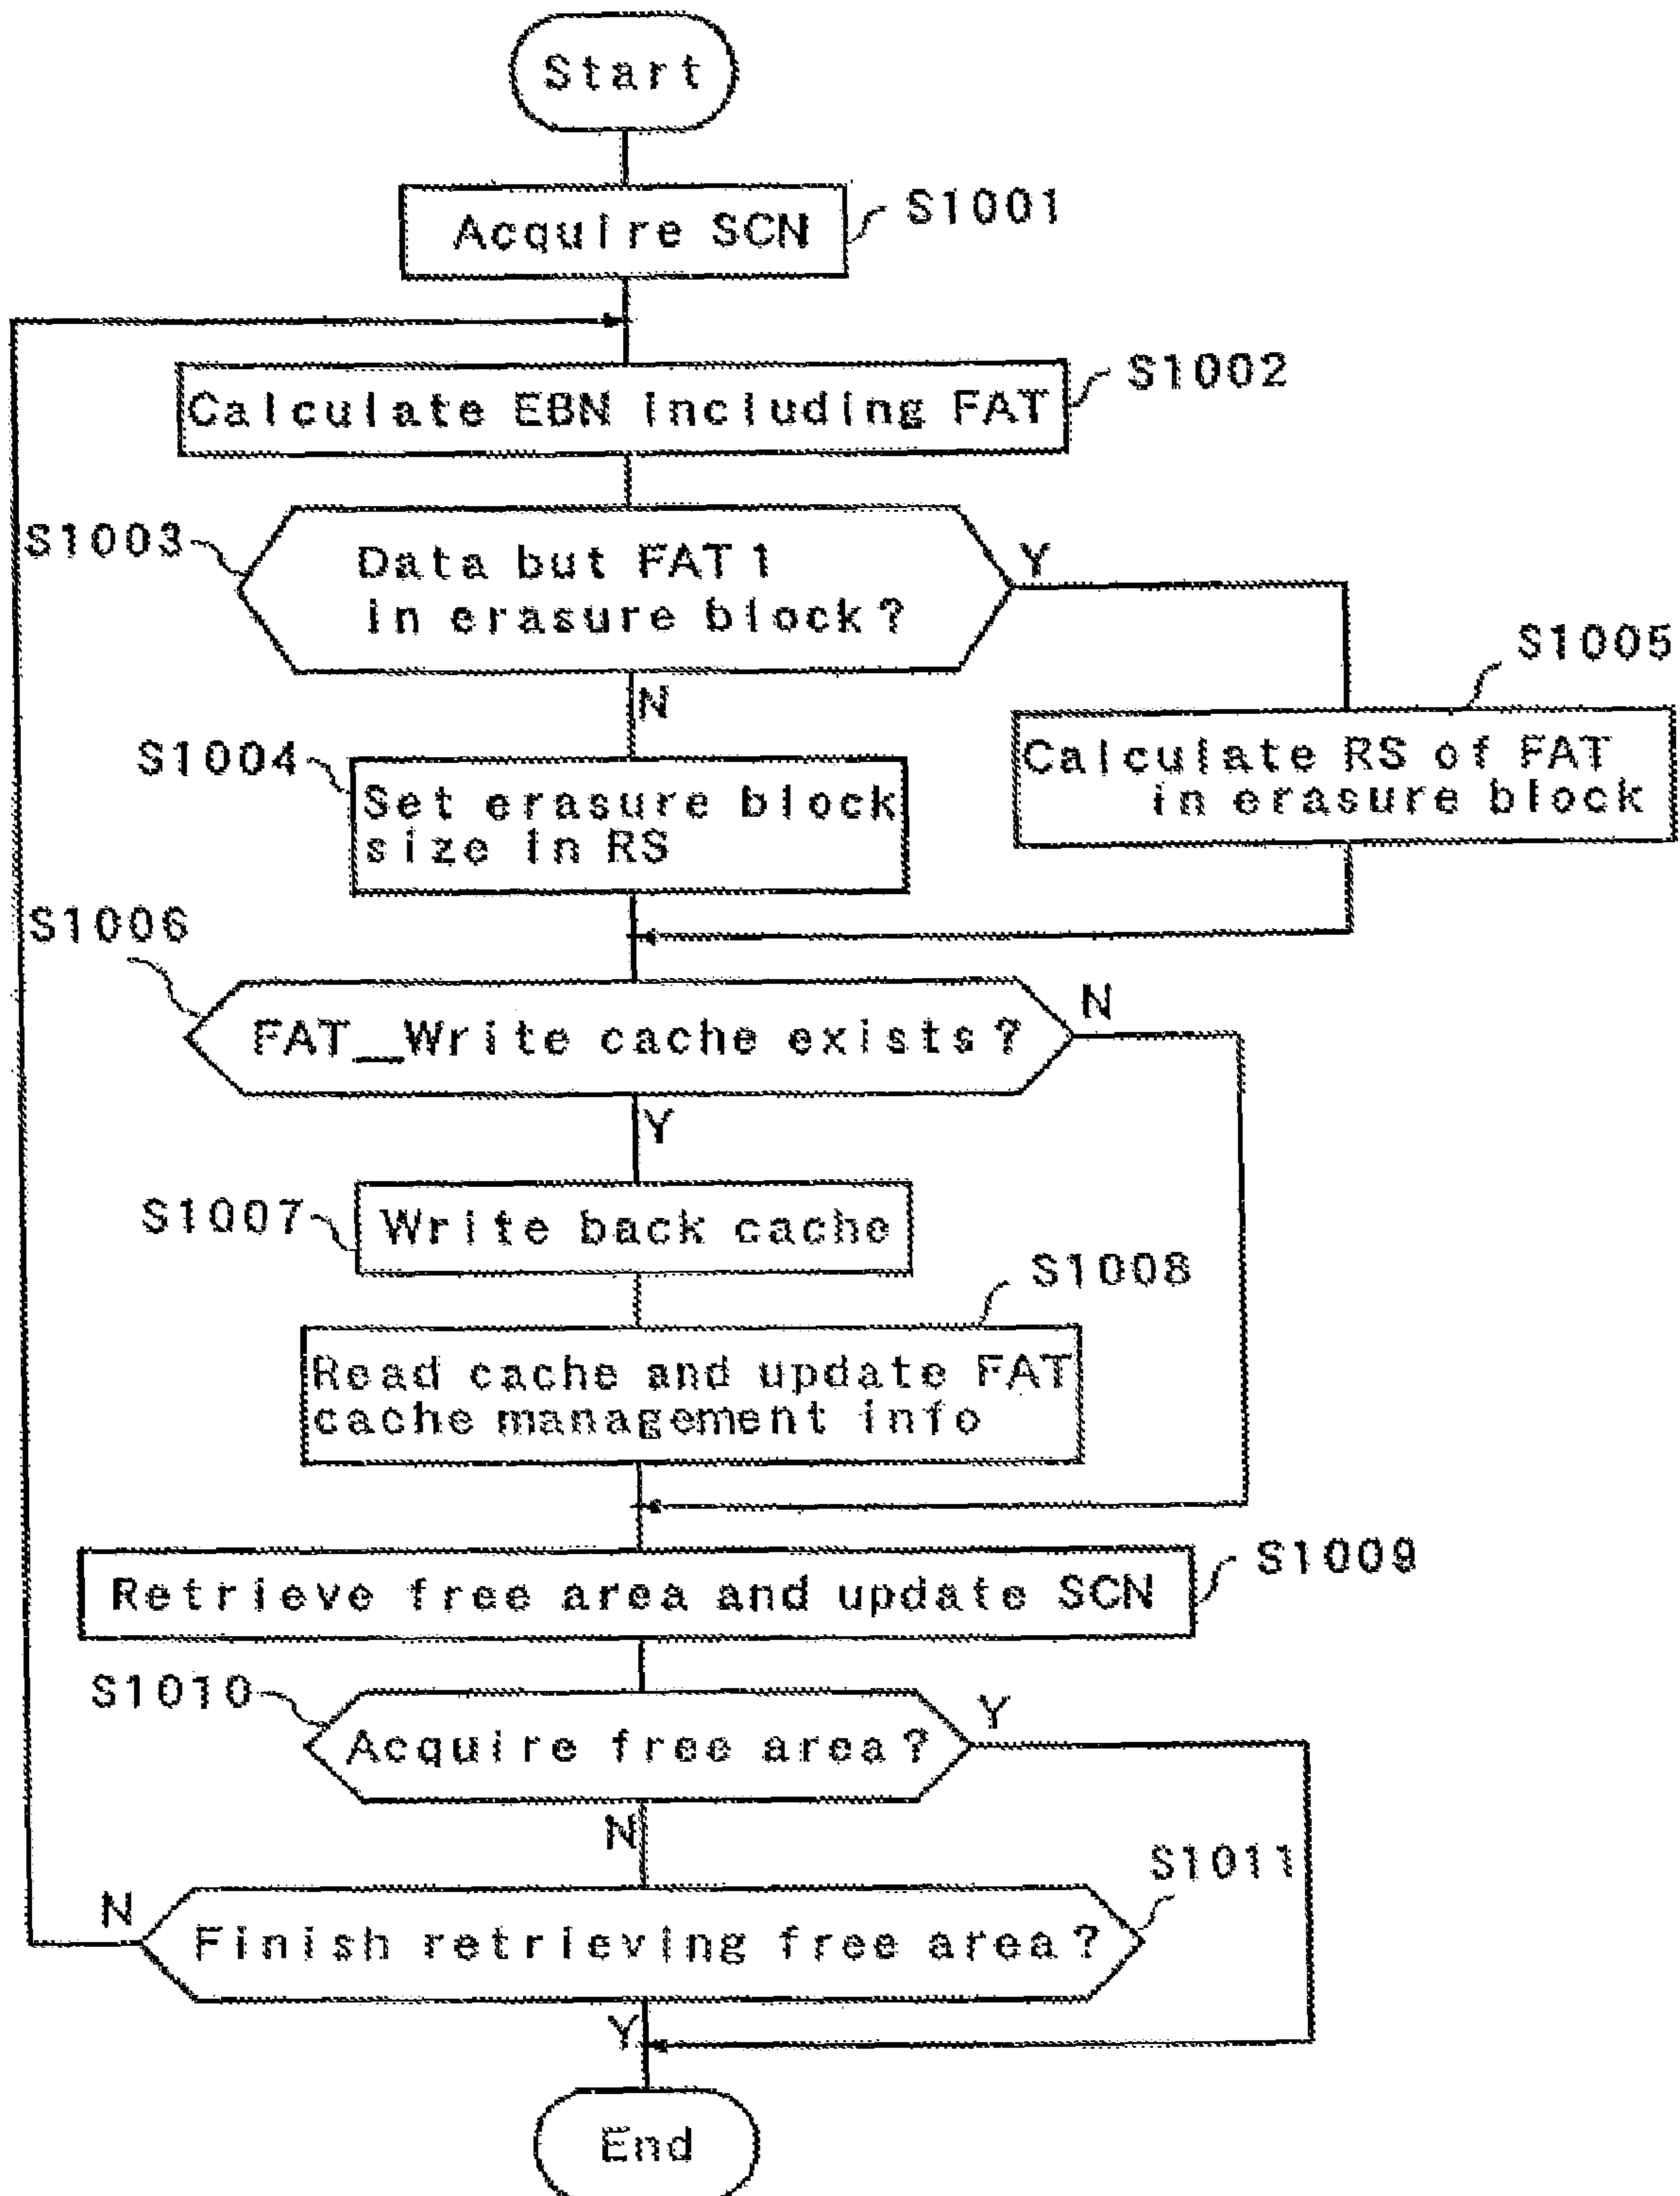 Start
Acquire SCN
S1001
Calculate EBN including FAT
S1002
S1003
Data but FAT1
in erasure block?
Y
N
S1004
Set erasure block
size in RS
S1005
Calculate RS of FAT
in erasure block
S1006
FAT_Write cache exists?
N
Y
S1007
Write back cache
S1008
Read cache and update FAT
cache management info
Retrieve free area and update SCN
S1009
S1010
Acquire free area?
Y
N
S1011
N
Finish retrieving free area?
Y
End